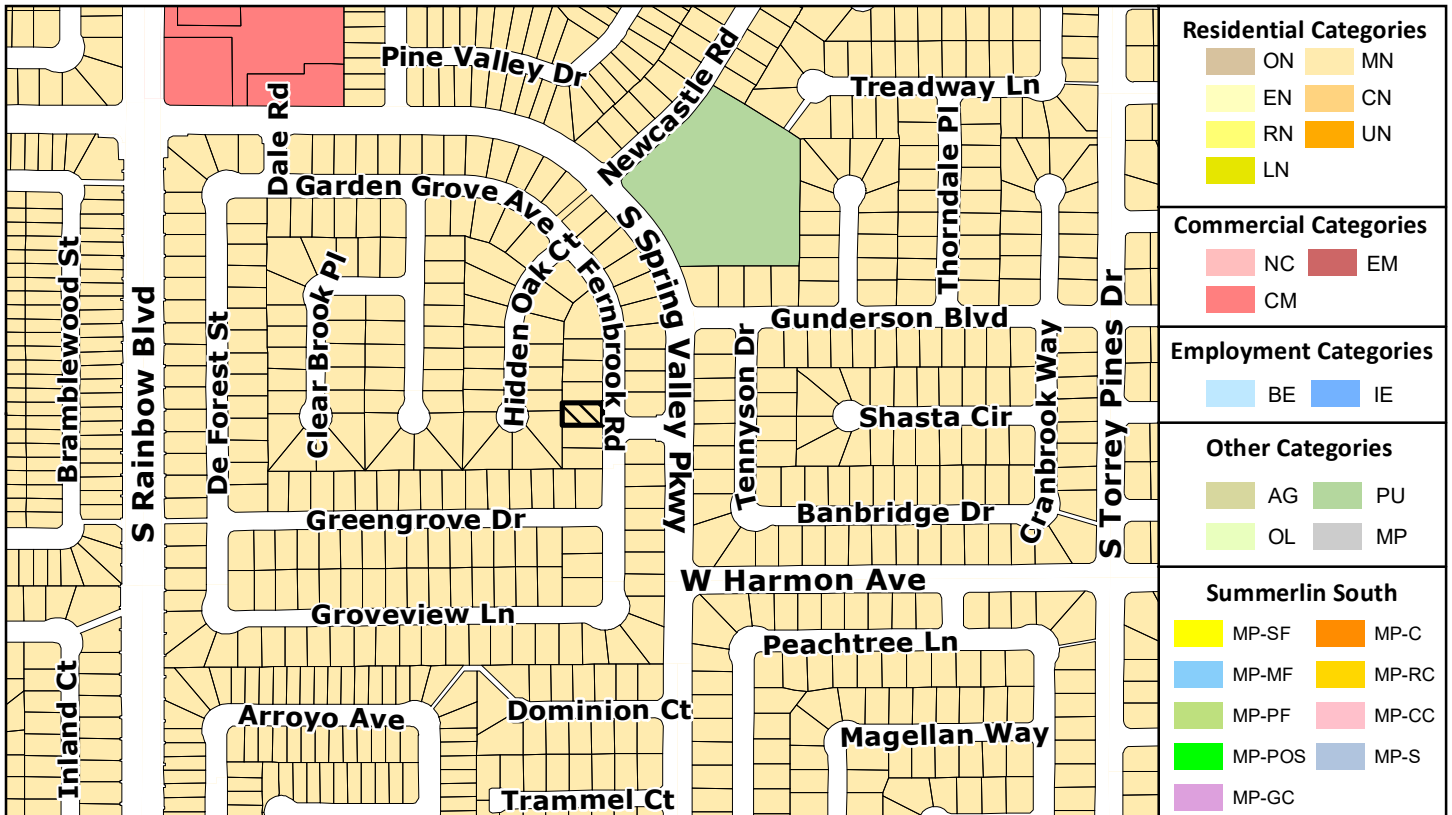 Pine Valley Dr
Newcastle Rd
Treadway Ln
Dale Rd
Thorndale Pl
Garden Grove Ave
Hidden Oak Ct
Fernbrook Rd
S Spring Valley Pkwy
Bramblewood St
S Rainbow Blvd
De Forest St
Clear Brook Pl
Gunderson Blvd
Tennyson Dr
Shasta Cir
Cranbrook Way
S Torrey Pines Dr
Banbridge Dr
Greengrove Dr
W Harmon Ave
Groveview Ln
Peachtree Ln
Inland Ct
Arroyo Ave
Dominion Ct
Magellan Way
Trammel Ct
Residential Categories
ON MN
EN CN
RN UN
LN
Commercial Categories
NC EM
CM
Employment Categories
BE IE
Other Categories
AG PU
OL MP
Summerlin South
MP-SF MP-C
MP-MF MP-RC
MP-PF MP-CC
MP-POS MP-S
MP-GC